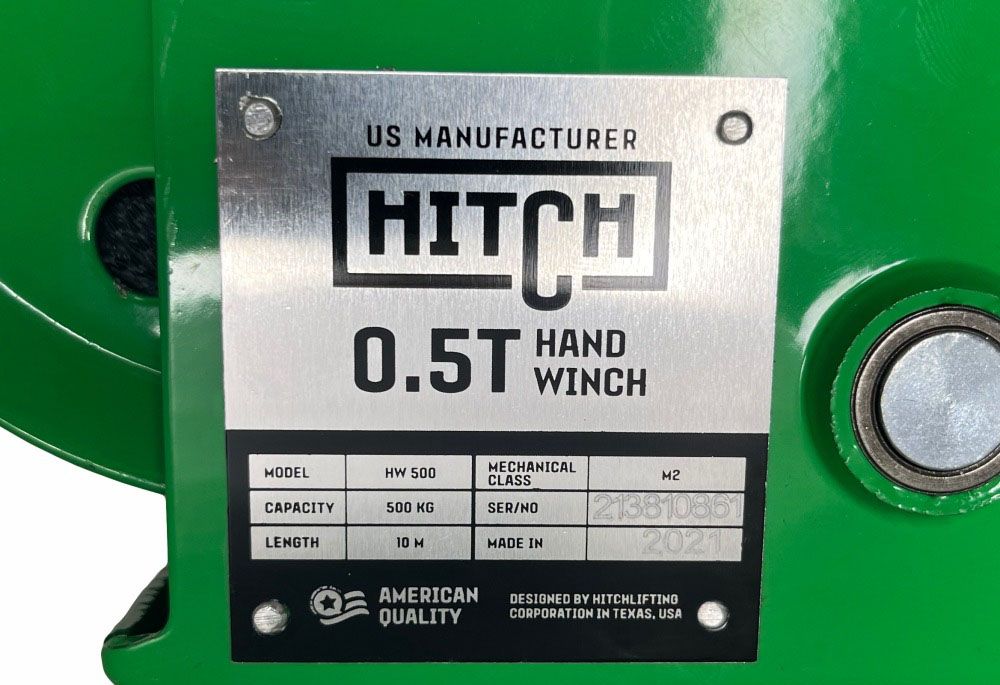 US MANUFACTURER
HITCH
0.5T HAND WINCH
MODEL HW 500 MECHANICAL CLASS M2
CAPACITY 500 KG SER/NO 213810861
LENGTH 10 M MADE IN 2021
AMERICAN QUALITY
DESIGNED BY HITCHLIFTING
CORPORATION IN TEXAS, USA